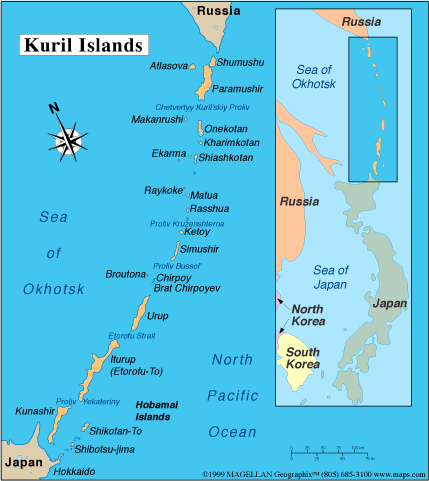 Kuril Islands
Russia
Atlasova
Shumushu
Paramushir
Chetvertyy Kuril'skiy Proliv
Makanrushi
Onekotan
Kharimkotan
Ekarma
Shiashkotan
Raykoke
Matua
Rasshua
Proliv Kruzenshterna
Ketoy
Simushir
Proliv Bussol'
Broutona
Chirpoy
Brat Chirpoyev
Urup
Etorofu Strait
Iturup
(Etorofu-To)
Proliv Yekateriny
Kunashir
Hobamai
Islands
Shikotan-To
Shibotsu-jima
Japan
Hokkaido
N
Sea
of
Okhotsk
North
Pacific
Ocean
Russia
Sea of
Okhotsk
Russia
Sea of
Japan
Japan
North
Korea
South
Korea
©1999 MAGELLAN Geographix℠ (805) 685-3100 www.maps.com